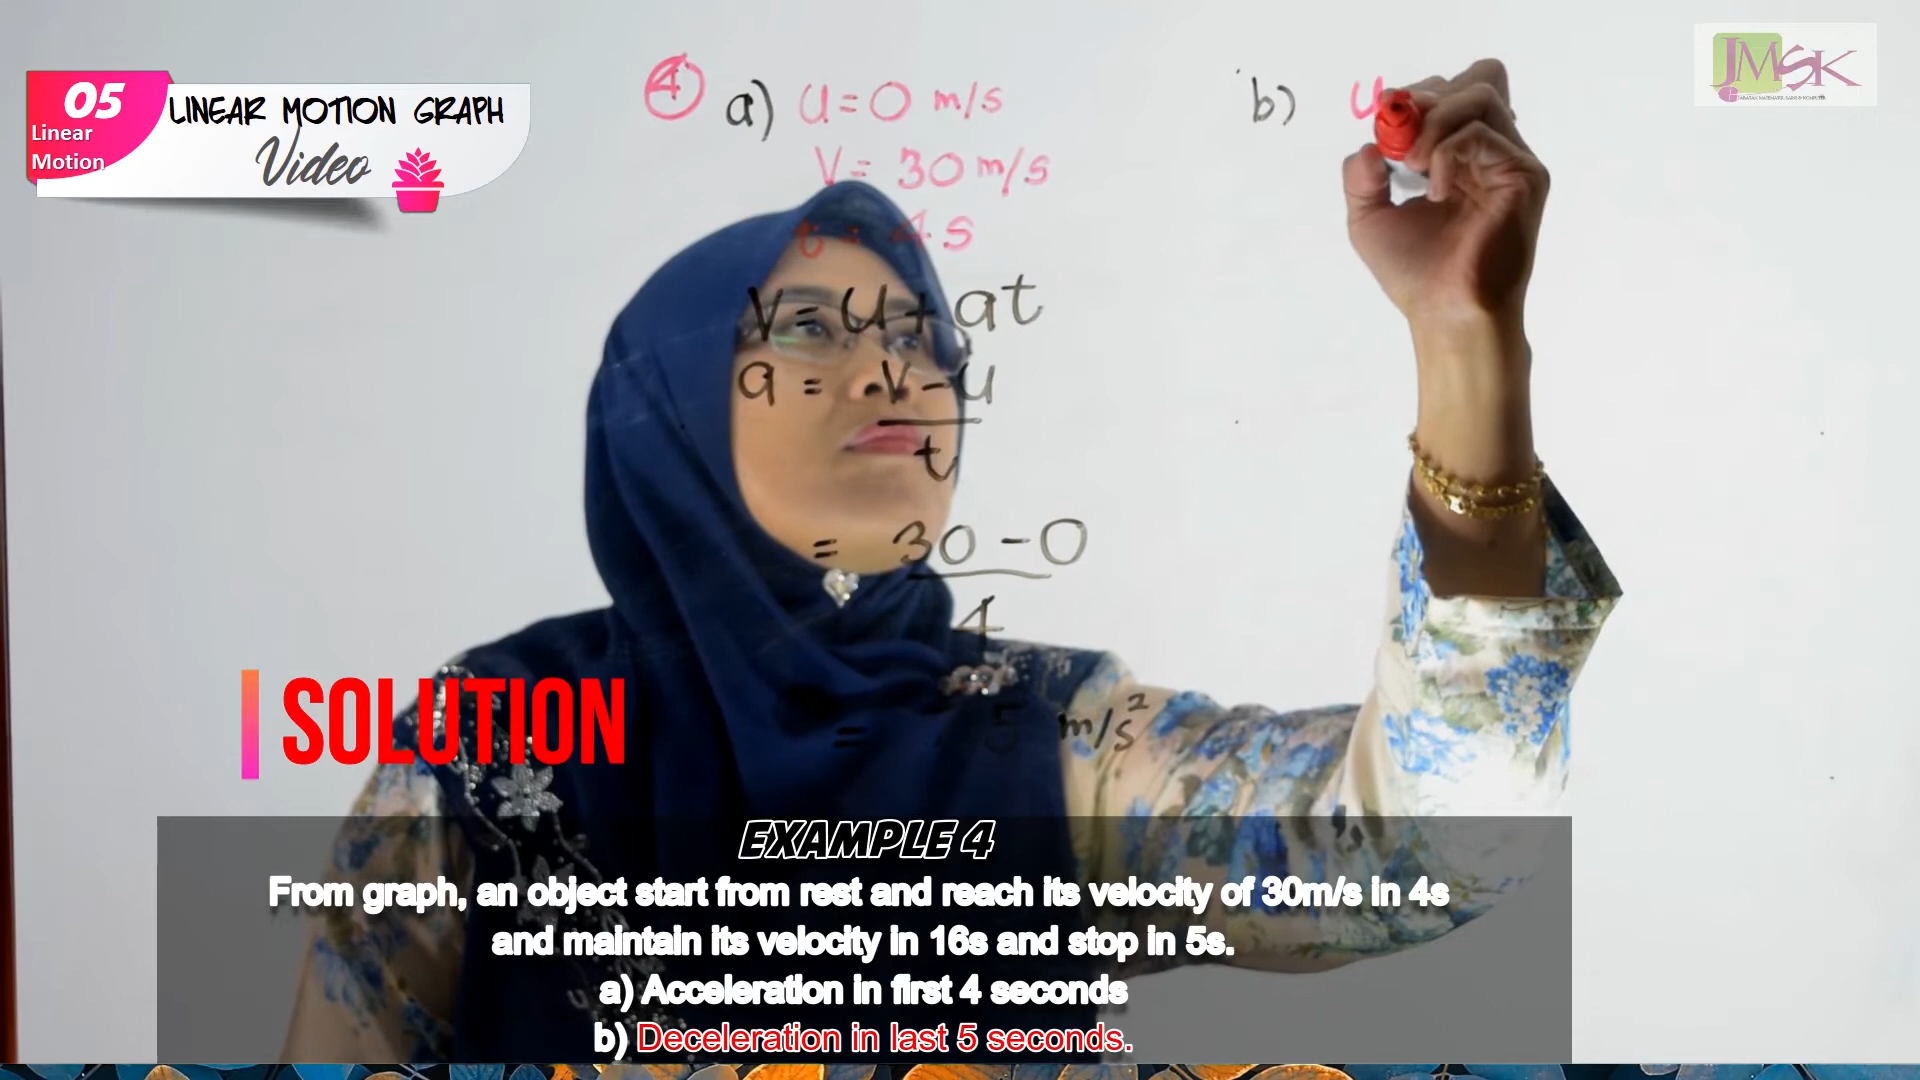 05
Linear
Motion
LINEAR MOTION GRAPH
Video
JMSK
④ a) u = 0 m/s
v = 30 m/s
t = 4s
v = u + at
a = v - u
t
= 30 - 0
4
= 5 m/s²
b) u
SOLUTION
EXAMPLE 4
From graph, an object start from rest and reach its velocity of 30m/s in 4s
and maintain its velocity in 16s and stop in 5s.
a) Acceleration in first 4 seconds
b) Deceleration in last 5 seconds.